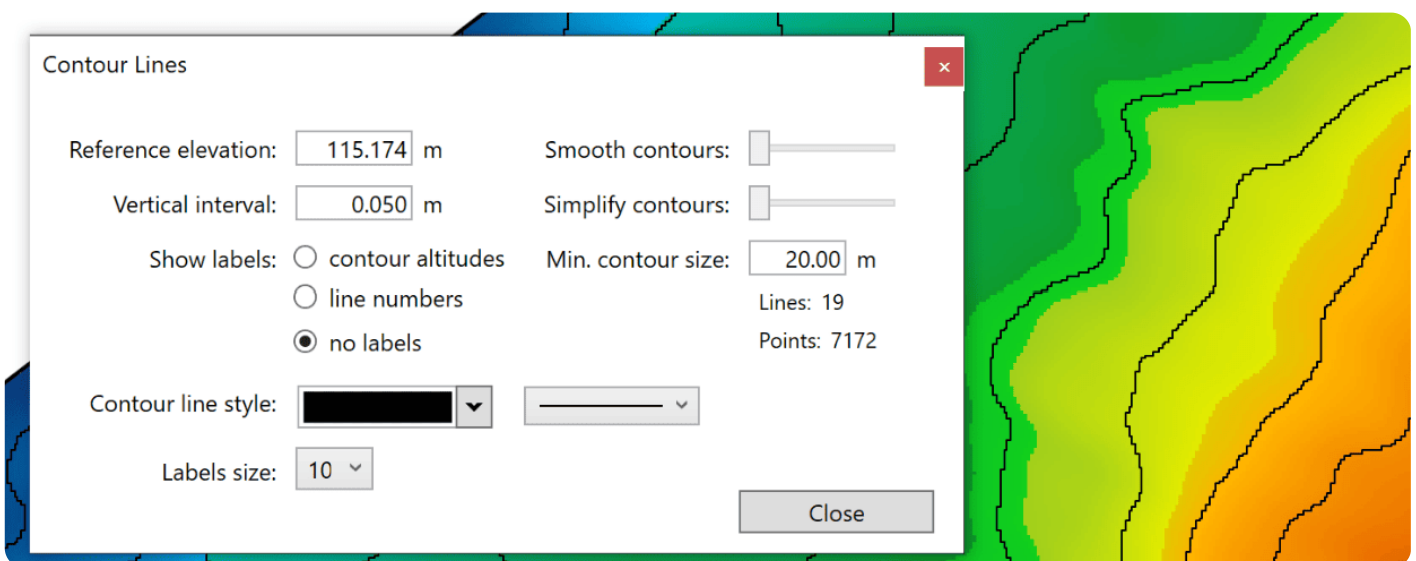 Contour Lines
Reference elevation: 115.174 m
Smooth contours:
Vertical interval: 0.050 m
Simplify contours:
Show labels: contour altitudes
Min. contour size: 20.00 m
line numbers
Lines: 19
no labels
Points: 7172
Contour line style:
Labels size: 10
Close